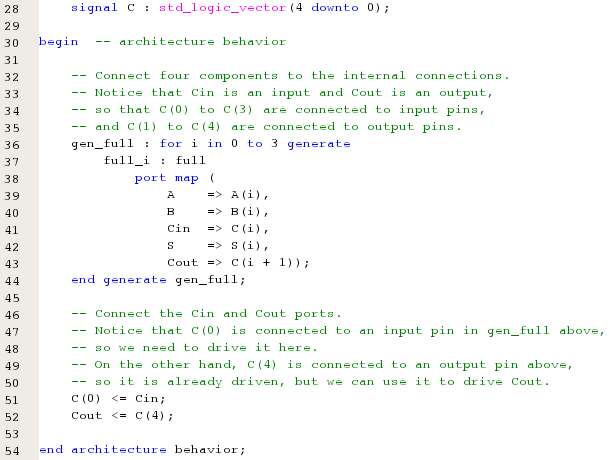 28 signal C : std_logic_vector(4 downto 0);
29
30 begin -- architecture behavior
31
32 -- Connect four components to the internal connections.
33 -- Notice that Cin is an input and Cout is an output,
34 -- so that C(0) to C(3) are connected to input pins,
35 -- and C(1) to C(4) are connected to output pins.
36 gen_full : for i in 0 to 3 generate
37 full_i : full
38 port map (
39 A => A(i),
40 B => B(i),
41 Cin => C(i),
42 S => S(i),
43 Cout => C(i + 1));
44 end generate gen_full;
45
46 -- Connect the Cin and Cout ports.
47 -- Notice that C(0) is connected to an input pin in gen_full above,
48 -- so we need to drive it here.
49 -- On the other hand, C(4) is connected to an output pin above,
50 -- so it is already driven, but we can use it to drive Cout.
51 C(0) <= Cin;
52 Cout <= C(4);
53
54 end architecture behavior;